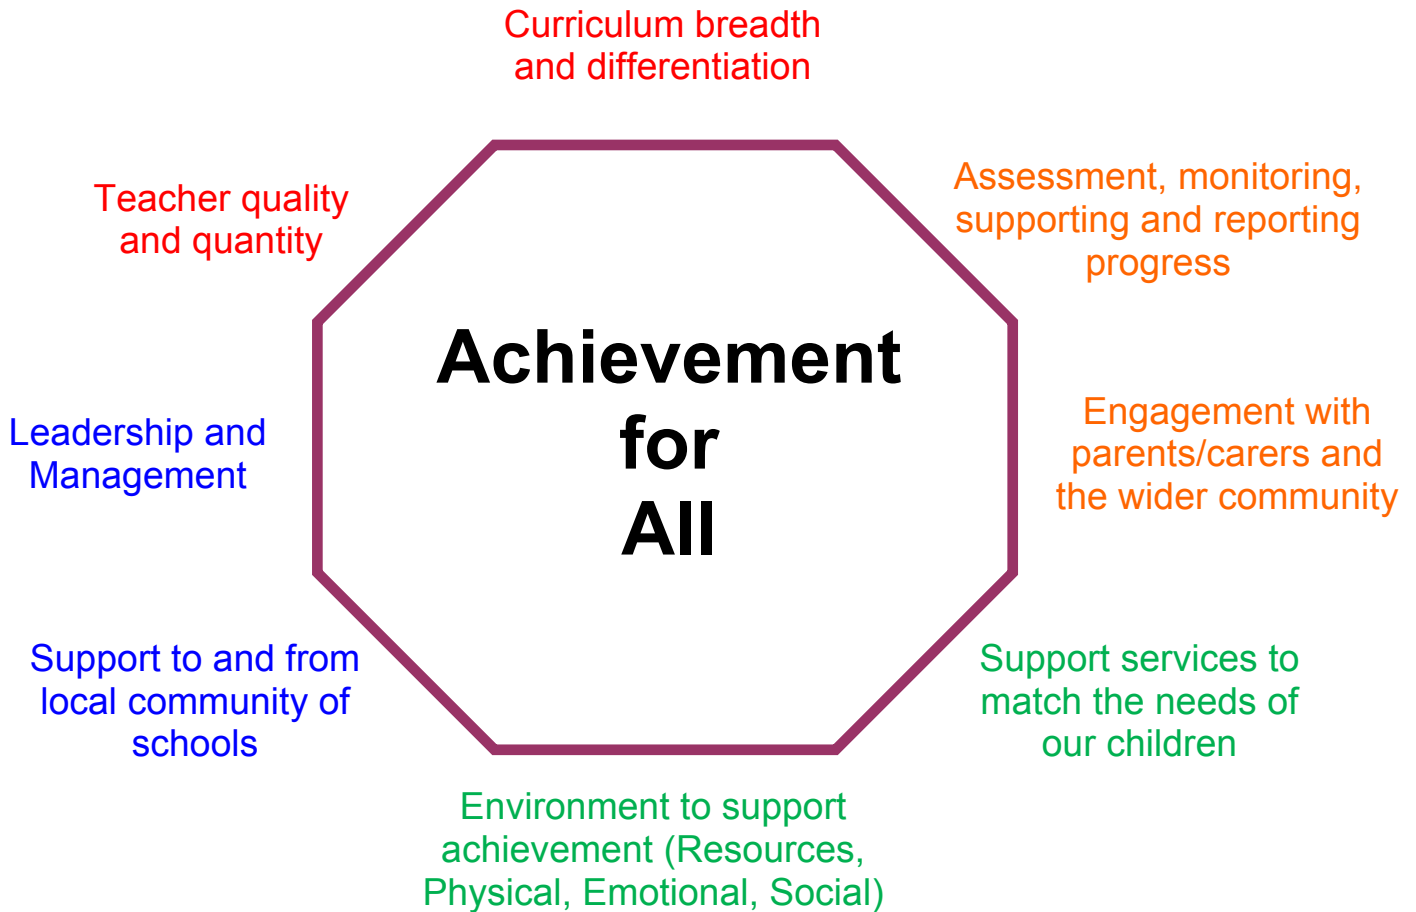 Curriculum breadth
and differentiation
Assessment, monitoring,
supporting and reporting
progress
Teacher quality
and quantity
Achievement
for
All
Engagement with
parents/carers and
the wider community
Leadership and
Management
Support to and from
local community of
schools
Support services to
match the needs of
our children
Environment to support
achievement (Resources,
Physical, Emotional, Social)